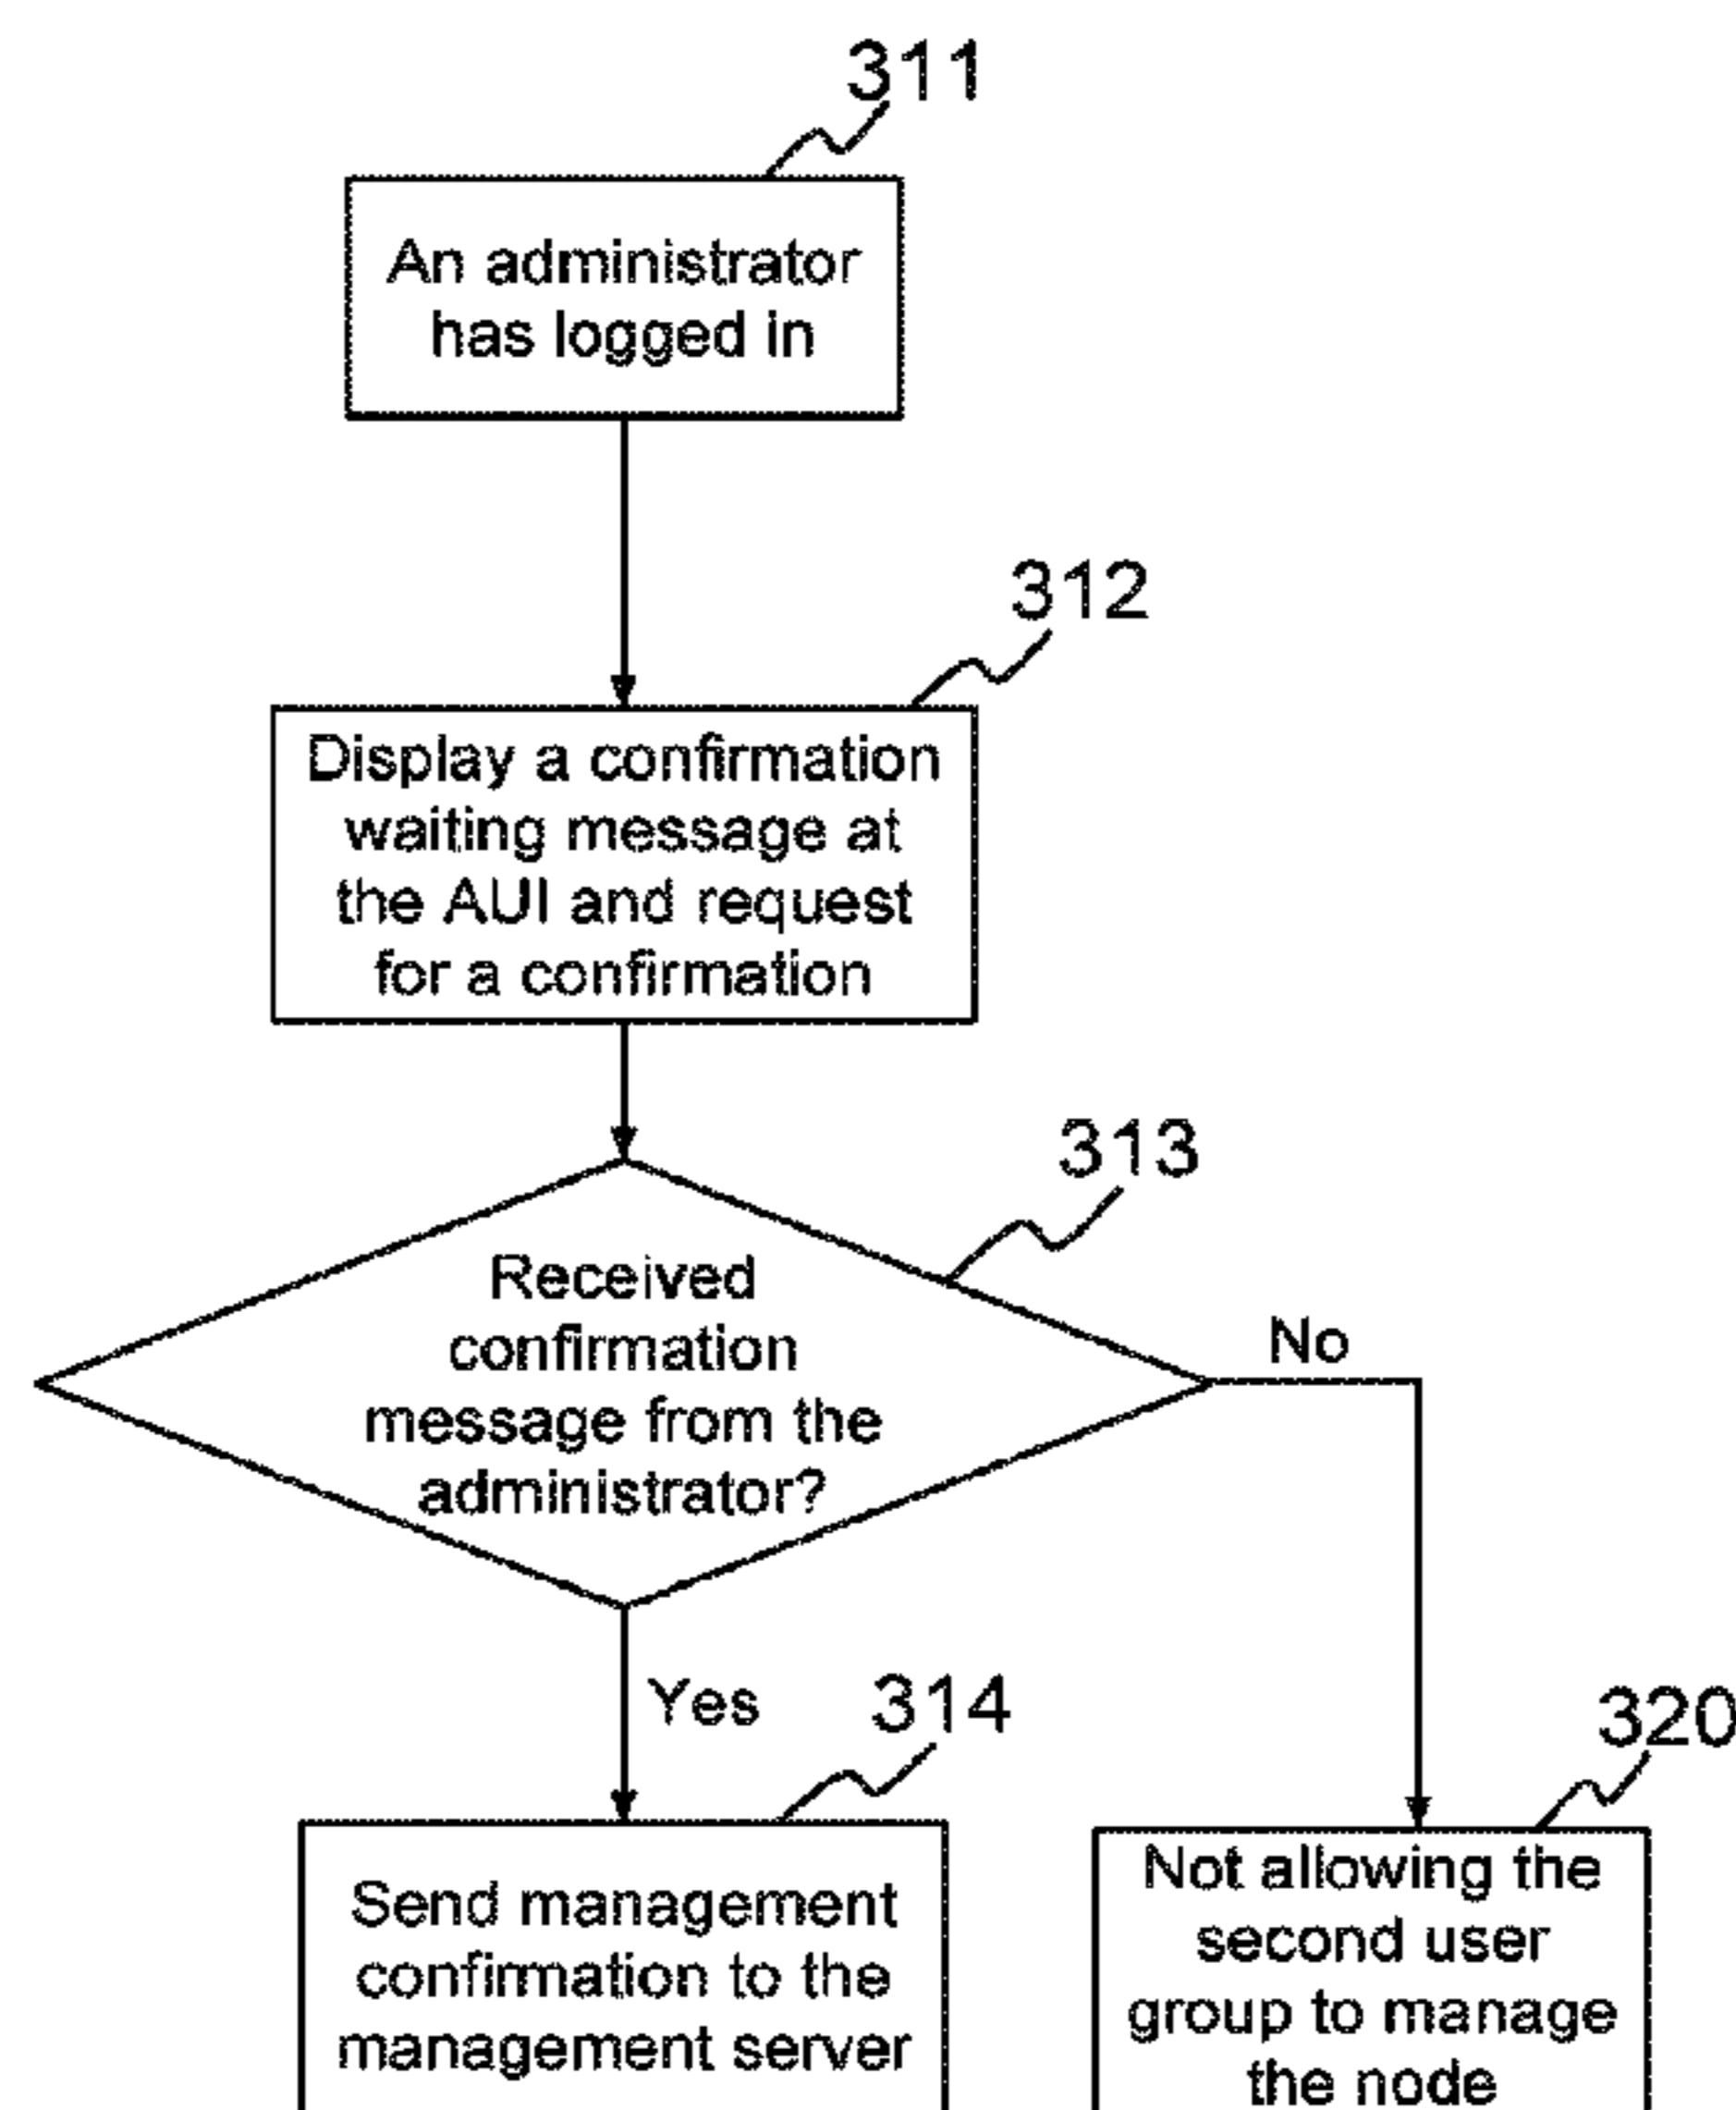 311
An administrator
has logged in
312
Display a confirmation
waiting message at
the AUI and request
for a confirmation
313
Received
confirmation
message from the
administrator?
No
Yes
314
320
Send management
confirmation to the
management server
Not allowing the
second user
group to manage
the node